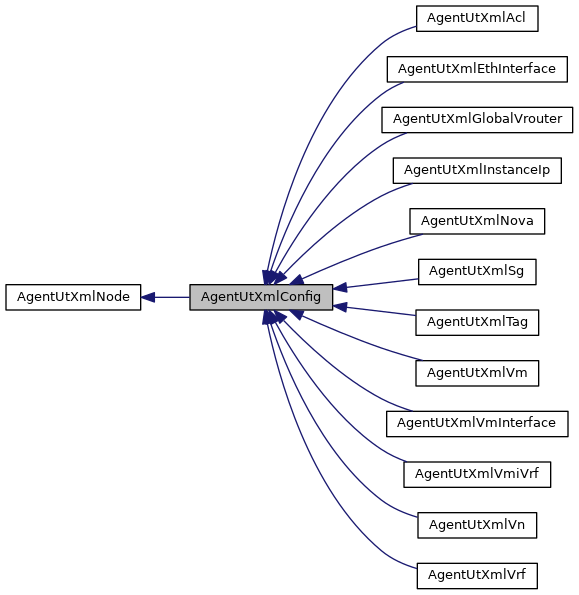 AgentUtXmlAcl
AgentUtXmlEthInterface
AgentUtXmlGlobalVrouter
AgentUtXmlInstanceIp
AgentUtXmlNova
AgentUtXmlSg
AgentUtXmlNode
AgentUtXmlConfig
AgentUtXmlTag
AgentUtXmlVm
AgentUtXmlVmInterface
AgentUtXmlVmiVrf
AgentUtXmlVn
AgentUtXmlVrf